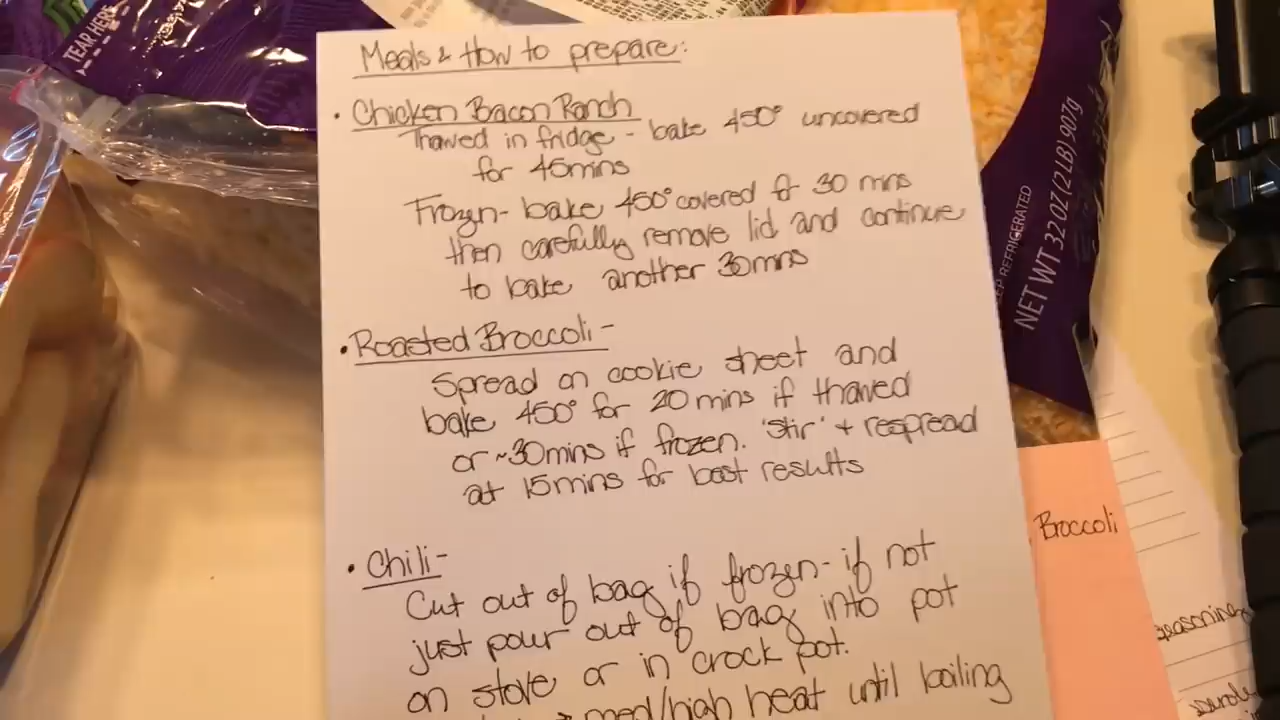 TEAR HERE
Meals & How to prepare:
• Chicken Bacon Ranch
Thawed in fridge - bake 450° uncovered
for 45mins
Frozen- bake 450° covered & 30 mins
then carefully remove lid and continue
to bake another 30mns
• Roasted Broccoli-
Spread on cookie sheet and
bake 450° for 20 mins if thawed
or ~30mins if frozen. 'stir' + respread
at 15mins for best results
• Chili-
Cut out of bag if frozen- if not
just pour out of bag into pot
on stove or in crock pot.
med/high heat until boiling
REFRIGERATED
NET WT 32 OZ (2 LB) 907g
Broccoli
seasoning